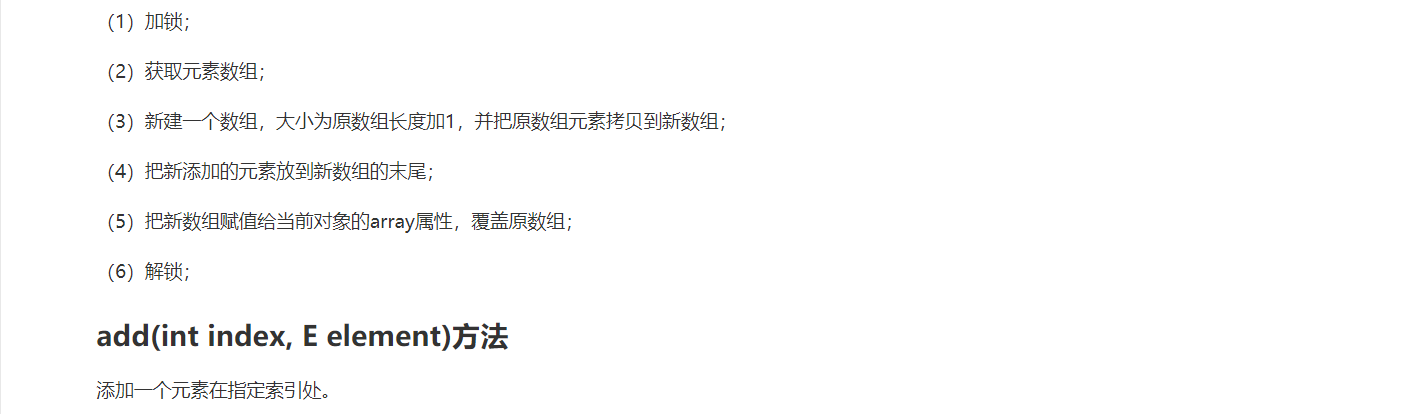 （1）加锁；
（2）获取元素数组；
（3）新建一个数组，大小为原数组长度加1，并把原数组元素拷贝到新数组；
（4）把新添加的元素放到新数组的末尾；
（5）把新数组赋值给当前对象的array属性，覆盖原数组；
（6）解锁；
add(int index, E element)方法
添加一个元素在指定索引处。